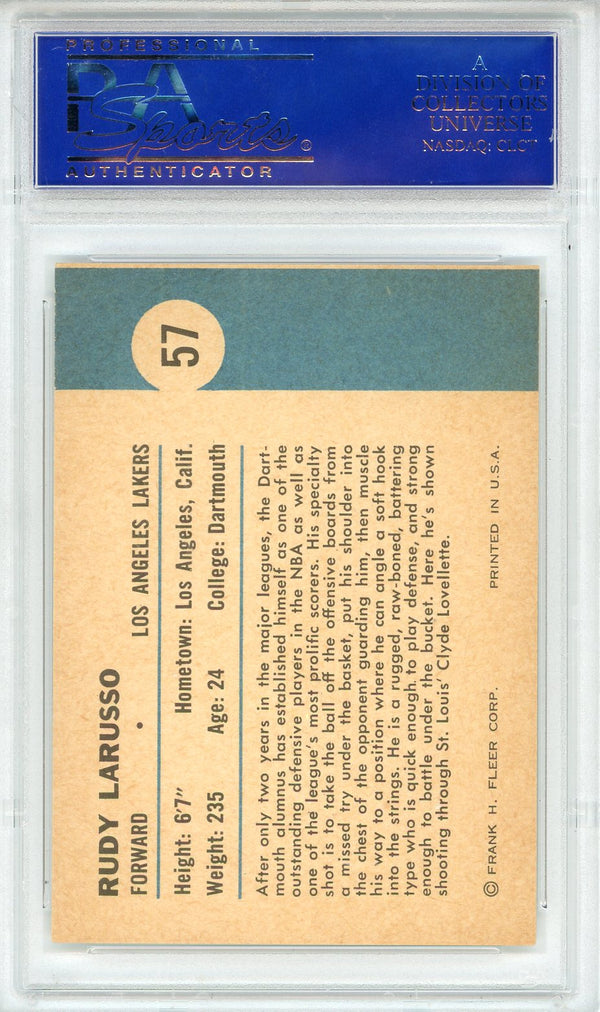 PROFESSIONAL
PSA
Sports®
AUTHENTICATOR
A
DIVISION OF
COLLECTORS
UNIVERSE
NASDAQ: CLCT
57
RUDY LARUSSO
FORWARD • LOS ANGELES LAKERS
Height: 6'7" Hometown: Los Angeles, Calif.
Weight: 235 Age: 24 College: Dartmouth
After only two years in the major leagues, the Dart-
mouth alumnus has established himself as one of the
outstanding defensive players in the NBA as well as
one of the league's most prolific scorers. His specialty
shot is to take the ball off the offensive boards from
a missed try under the basket, put his shoulder into
the chest of the opponent guarding him, then muscle
his way to a position where he can angle a soft hook
into the strings. He is a rugged, raw-boned, battering
type who is quick enough to play defense, and strong
enough to battle under the bucket. Here he's shown
shooting through St. Louis' Clyde Lovellette.
© FRANK H. FLEER CORP. PRINTED IN U.S.A.